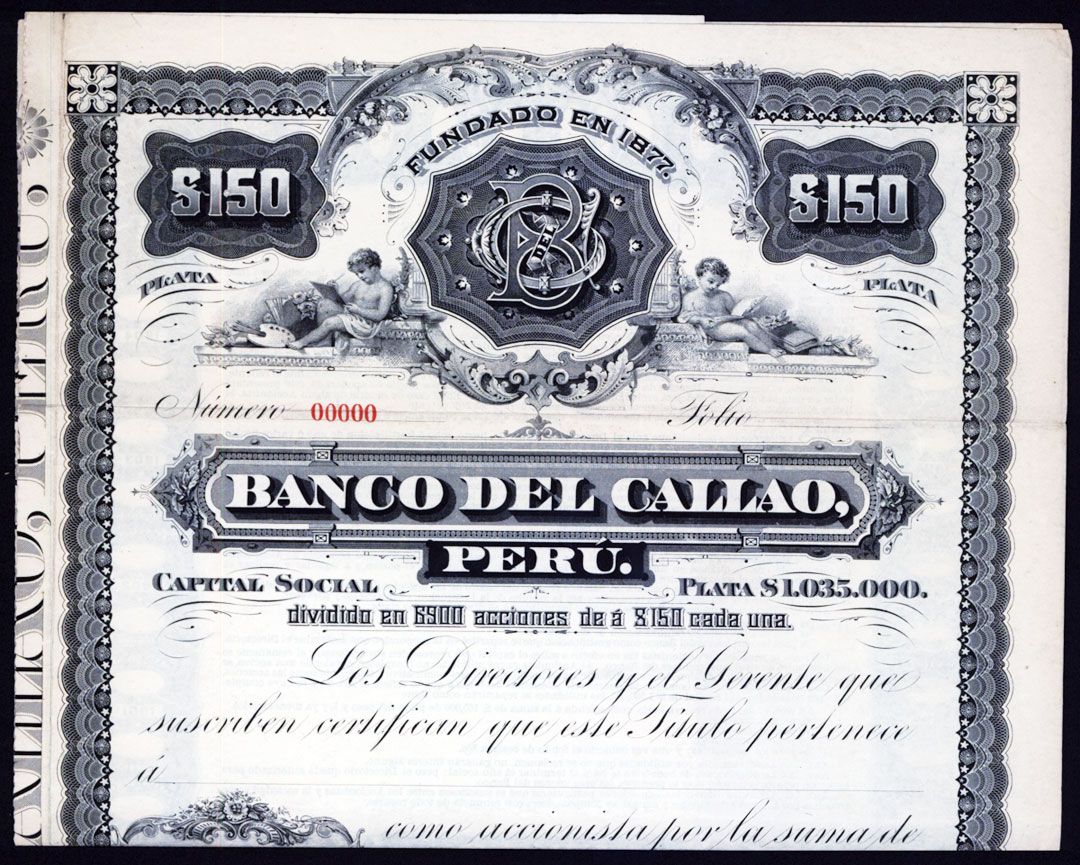 FUNDADO EN 1877.
$150
$150
PLATA
PLATA
Número 00000 Folio
BANCO DEL CALLAO,
PERÚ.
CAPITAL SOCIAL PLATA $1.035.000.
dividido en 6900 acciones de á $150 cada una.
Los Directores y el Gerente que
suscriben certifican que este Título pertenece
á
como accionista por la suma de